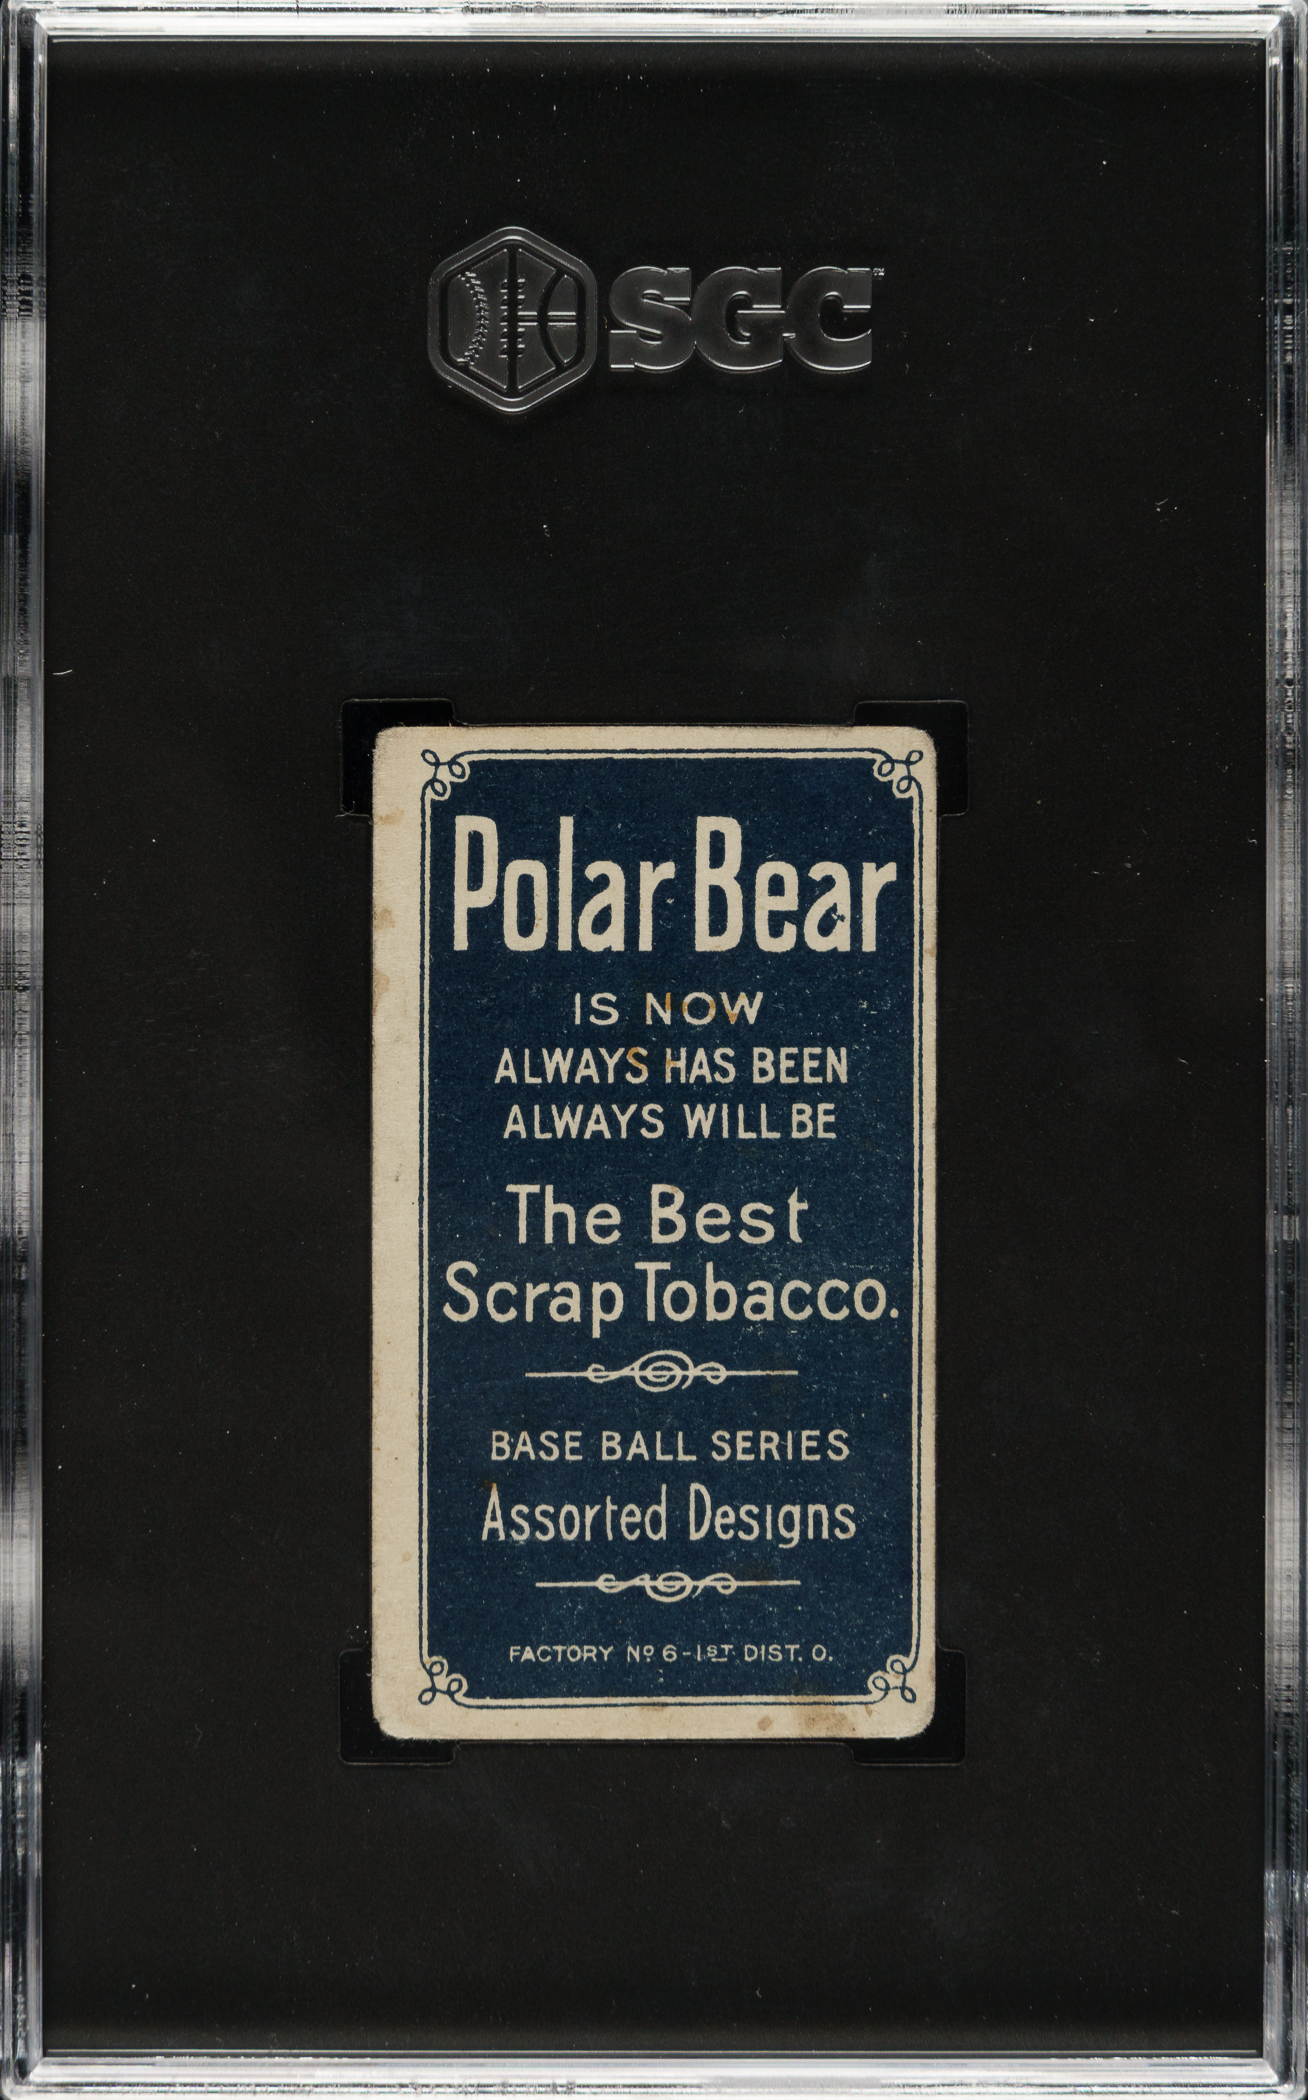 SGC™
Polar Bear
IS NOW
ALWAYS HAS BEEN
ALWAYS WILL BE
The Best
Scrap Tobacco.
BASE BALL SERIES
Assorted Designs
FACTORY Nº 6-1ST DIST. O.